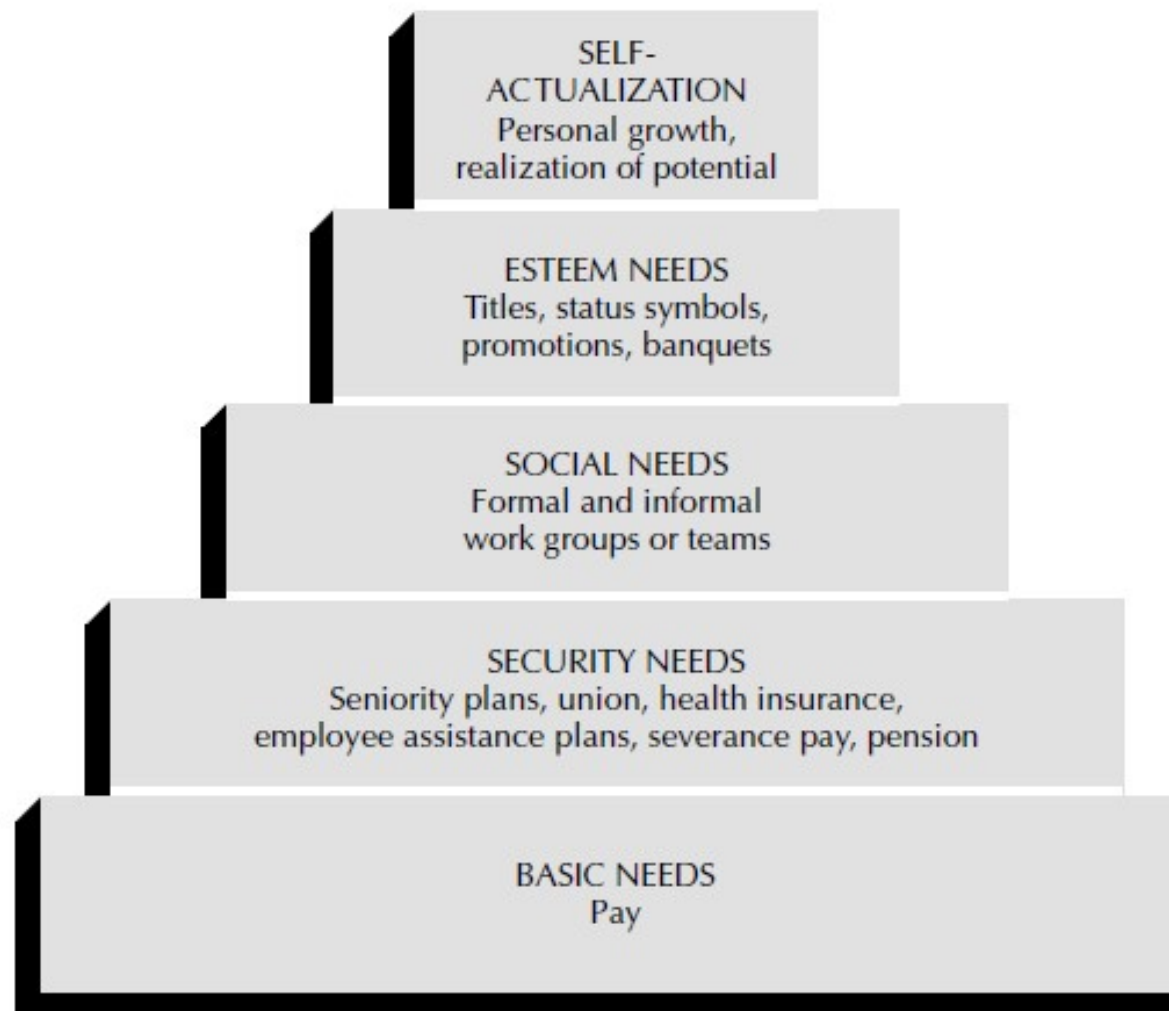 SELF-
ACTUALIZATION
Personal growth,
realization of potential
ESTEEM NEEDS
Titles, status symbols,
promotions, banquets
SOCIAL NEEDS
Formal and informal
work groups or teams
SECURITY NEEDS
Seniority plans, union, health insurance,
employee assistance plans, severance pay, pension
BASIC NEEDS
Pay